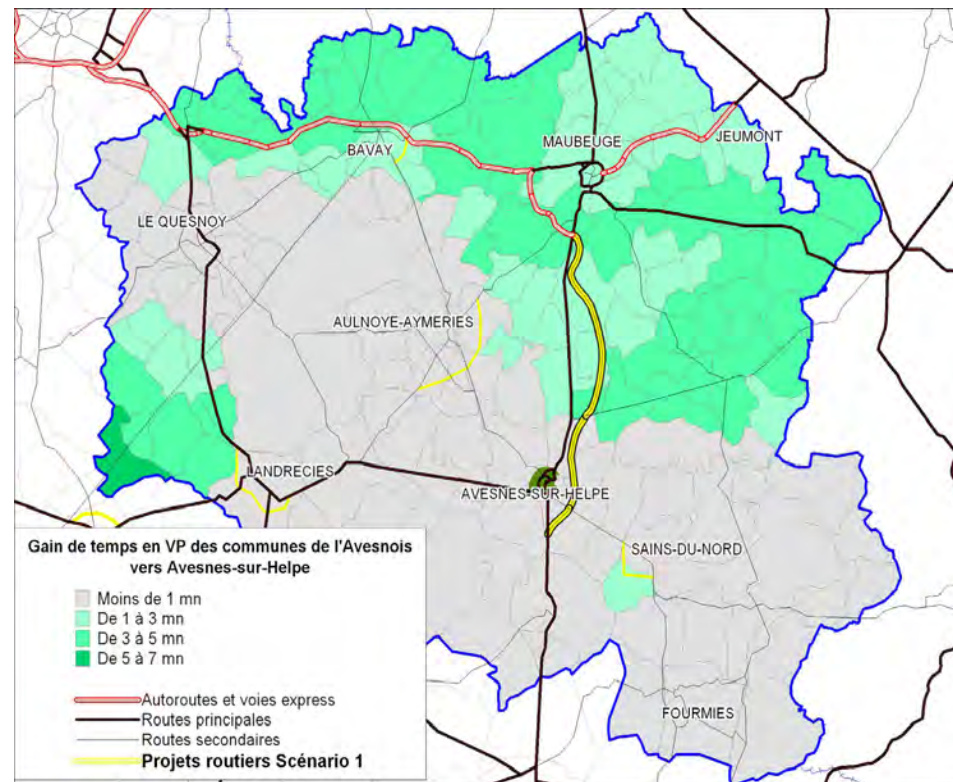 MAUBEUGE
JEUMONT
BAVAY
LE QUESNOY
AULNOYE-AYMERIES
LANDRECIES
AVESNES-SUR-HELPE
SAINS-DU-NORD
FOURMIES
Gain de temps en VP des communes de l'Avesnois
vers Avesnes-sur-Helpe
Moins de 1 mn
De 1 à 3 mn
De 3 à 5 mn
De 5 à 7 mn
Autoroutes et voies express
Routes principales
Routes secondaires
Projets routiers Scénario 1